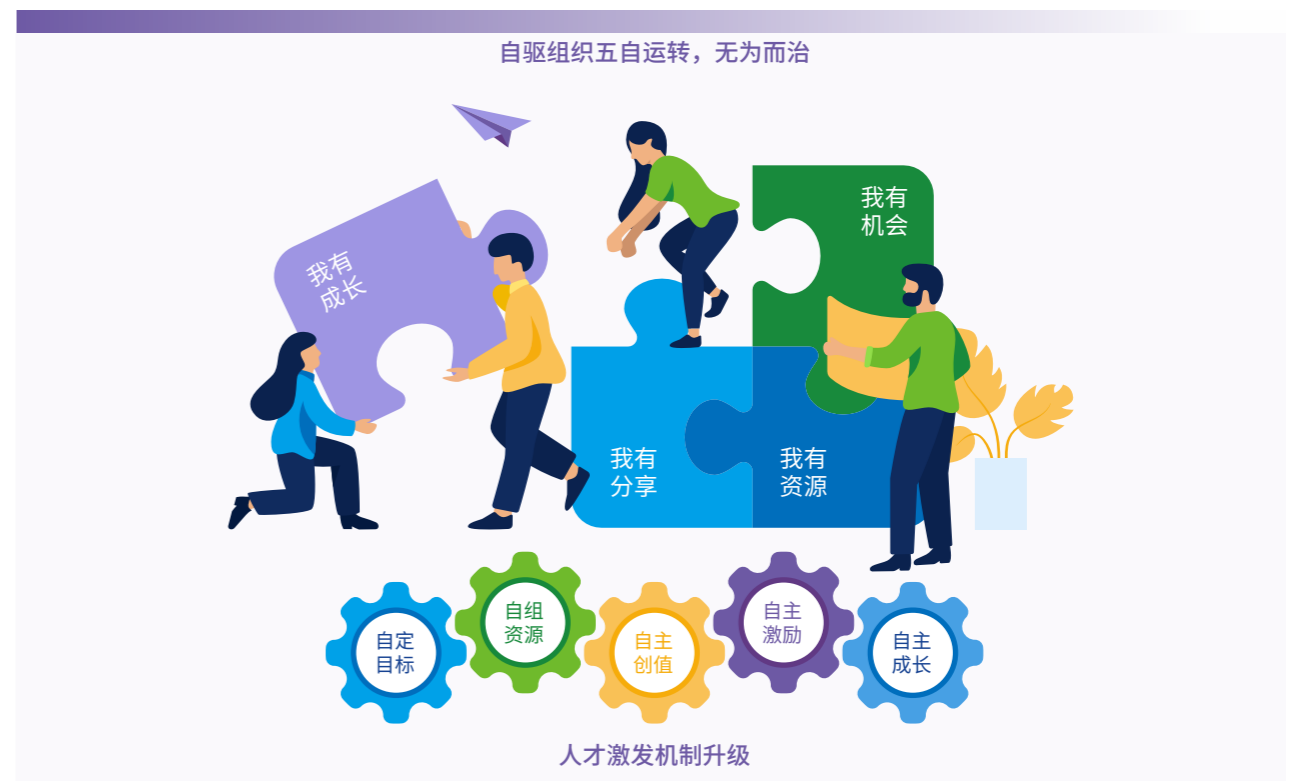 自驱组织五自运转，无为而治
我有
机会
我有
成长
我有
分享
我有
资源
自定
目标
自组
资源
自主
创值
自主
激励
自主
成长
人才激发机制升级